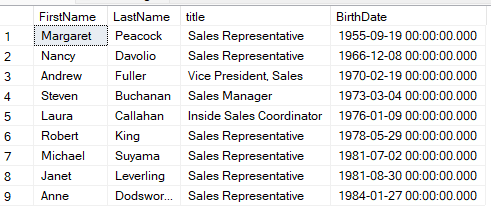 FirstName LastName title BirthDate
1 Margaret Peacock Sales Representative 1955-09-19 00:00:00.000
2 Nancy Davolio Sales Representative 1966-12-08 00:00:00.000
3 Andrew Fuller Vice President, Sales 1970-02-19 00:00:00.000
4 Steven Buchanan Sales Manager 1973-03-04 00:00:00.000
5 Laura Callahan Inside Sales Coordinator 1976-01-09 00:00:00.000
6 Robert King Sales Representative 1978-05-29 00:00:00.000
7 Michael Suyama Sales Representative 1981-07-02 00:00:00.000
8 Janet Leverling Sales Representative 1981-08-30 00:00:00.000
9 Anne Dodswor... Sales Representative 1984-01-27 00:00:00.000